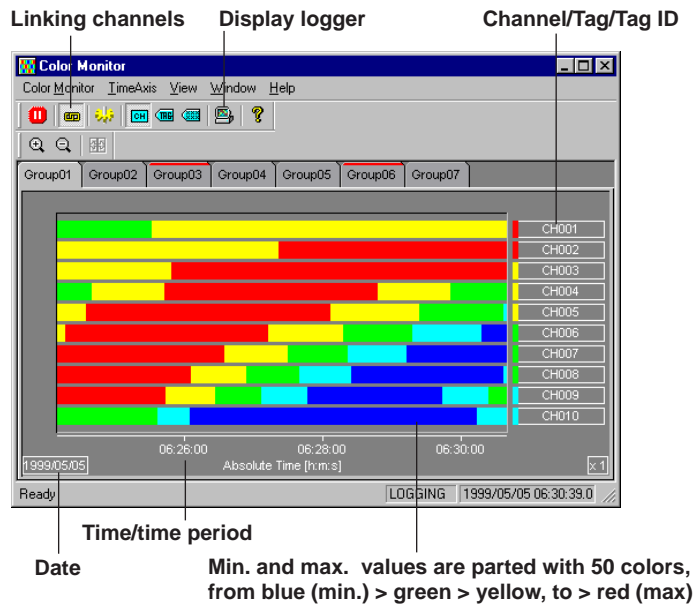 Linking channels
Display logger
Channel/Tag/Tag ID
Color Monitor
Color Monitor TimeAxis View Window Help
CH TAG
Group01 Group02 Group03 Group04 Group05 Group06 Group07
CH001
CH002
CH003
CH004
CH005
CH006
CH007
CH008
CH009
CH010
06:26:00 06:28:00 06:30:00
1999/05/05 Absolute Time [h:m:s] x 1
Ready LOGGING 1999/05/05 06:30:39.0
Time/time period
Date
Min. and max. values are parted with 50 colors,
from blue (min.) > green > yellow, to > red (max)